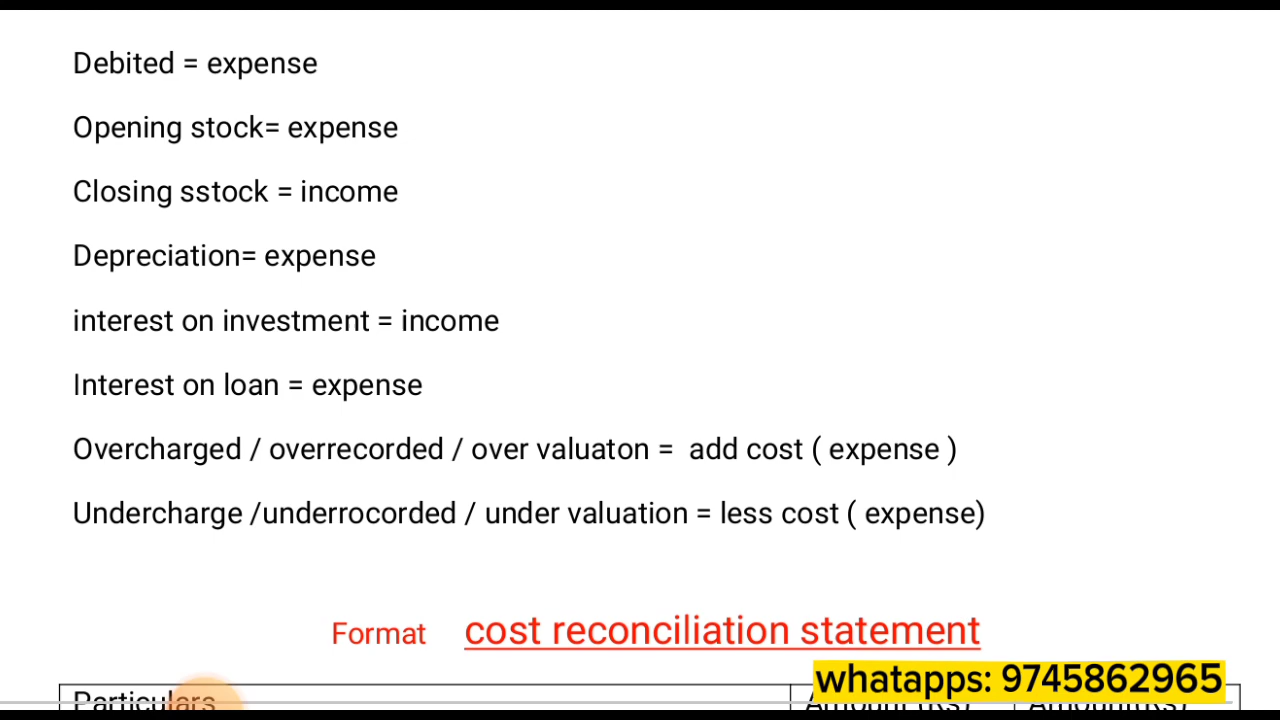 Debited = expense
Opening stock= expense
Closing sstock = income
Depreciation= expense
interest on investment = income
Interest on loan = expense
Overcharged / overrecorded / over valuaton = add cost ( expense )
Undercharge /underrocorded / under valuation = less cost ( expense)
Format cost reconciliation statement
whatapps: 9745862965
Particulars